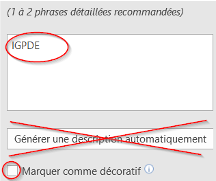 (1 à 2 phrases détaillées recommandées)
IGPDE
Générer une description automatiquement
Marquer comme décoratif